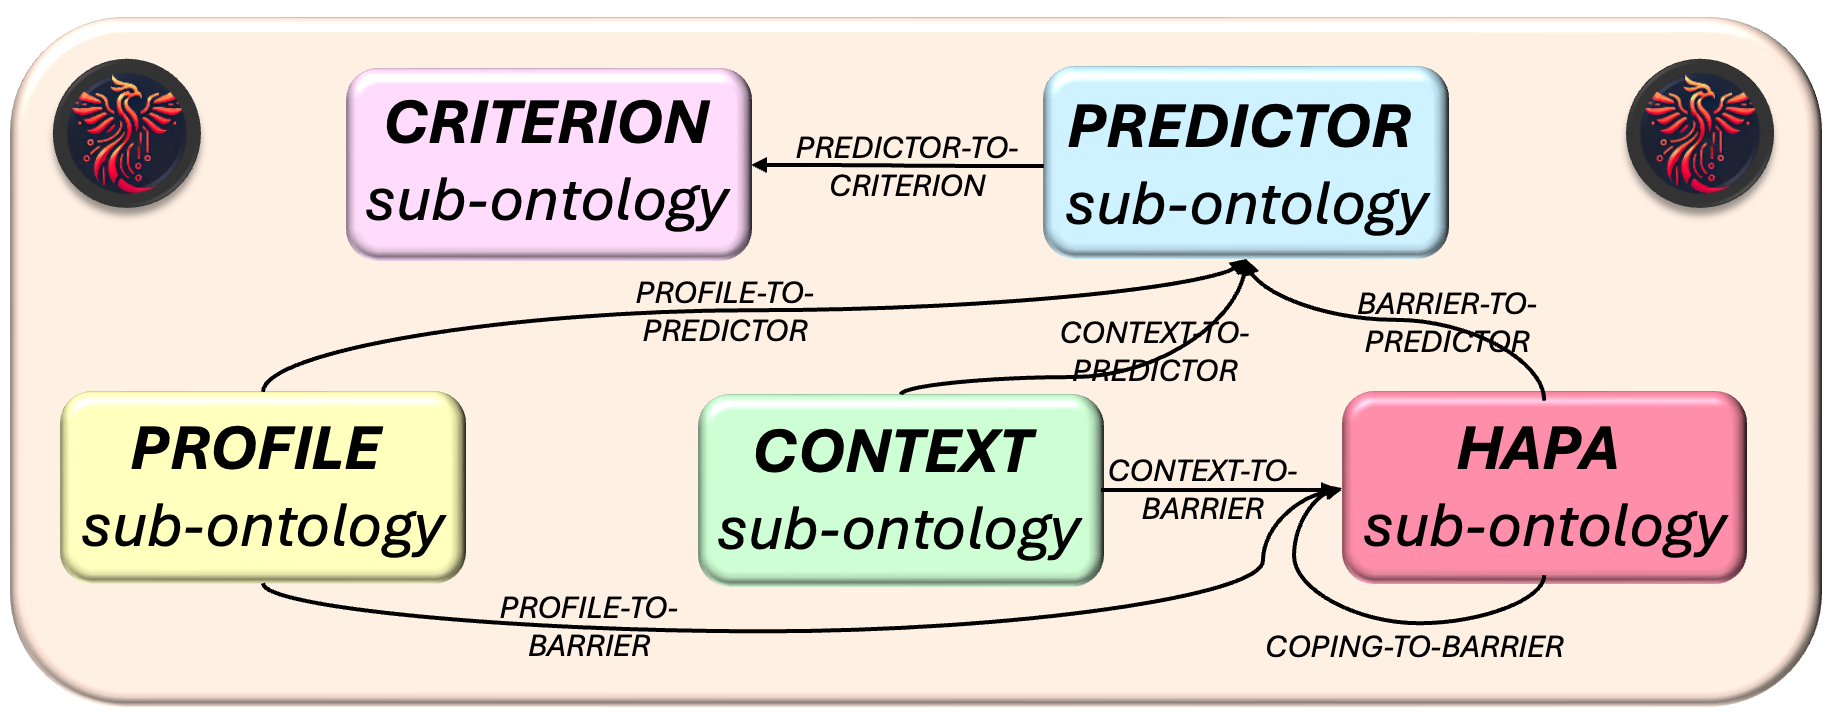 CRITERION
sub-ontology
PREDICTOR-TO-
CRITERION
PREDICTOR
sub-ontology
PROFILE-TO-
PREDICTOR
CONTEXT-TO-
PREDICTOR
BARRIER-TO-
PREDICTOR
PROFILE
sub-ontology
CONTEXT
sub-ontology
CONTEXT-TO-
BARRIER
HAPA
sub-ontology
PROFILE-TO-
BARRIER
COPING-TO-BARRIER